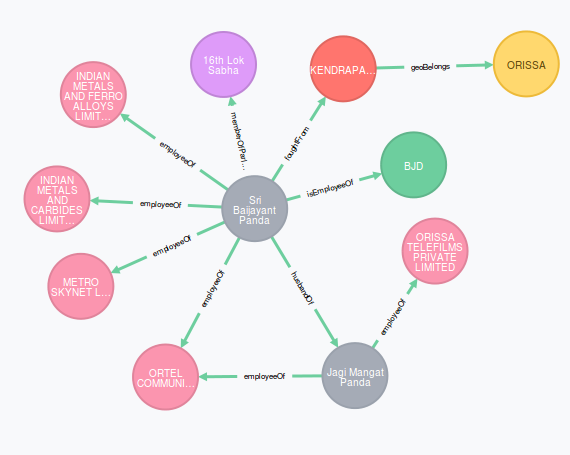 16th Lok
Sabha
KENDRAPA...
geoBelongs
ORISSA
INDIAN
METALS
AND FERRO
ALLOYS
LIMIT...
memberOfParl...
foughtFrom
employeeOf
BJD
isEmployeeOf
INDIAN
METALS
AND
CARBIDES
LIMIT...
employeeOf
Sri
Baijayant
Panda
ORISSA
TELEFILMS
PRIVATE
LIMITED
employeeOf
METRO
SKYNET L...
employeeOf
husbandOf
employeeOf
ORTEL
COMMUNI...
employeeOf
Jagi Mangat
Panda